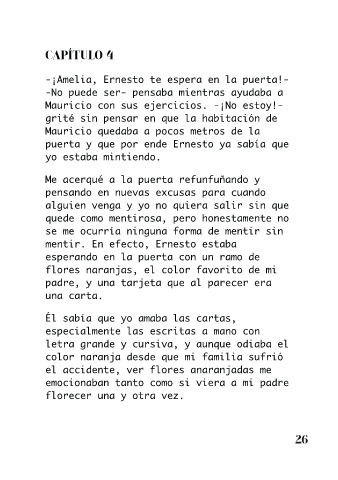 CAPÍTULO 4
-¡Amelia, Ernesto te espera en la puerta!-
-No puede ser- pensaba mientras ayudaba a
Mauricio con sus ejercicios. -¡No estoy!-
grité sin pensar en que la habitación de
Mauricio quedaba a pocos metros de la
puerta y que por ende Ernesto ya sabía que
yo estaba mintiendo.
Me acerqué a la puerta refunfuñando y
pensando en nuevas excusas para cuando
alguien venga y yo no quiera salir sin que
quede como mentirosa, pero honestamente no
se me ocurría ninguna forma de mentir sin
mentir. En efecto, Ernesto estaba
esperando en la puerta con un ramo de
flores naranjas, el color favorito de mi
padre, y una tarjeta que al parecer era
una carta.
Él sabía que yo amaba las cartas,
especialmente las escritas a mano con
letra grande y cursiva, y aunque odiaba el
color naranja desde que mi familia sufrió
el accidente, ver flores anaranjadas me
emocionaban tanto como si viera a mi padre
florecer una y otra vez.
26